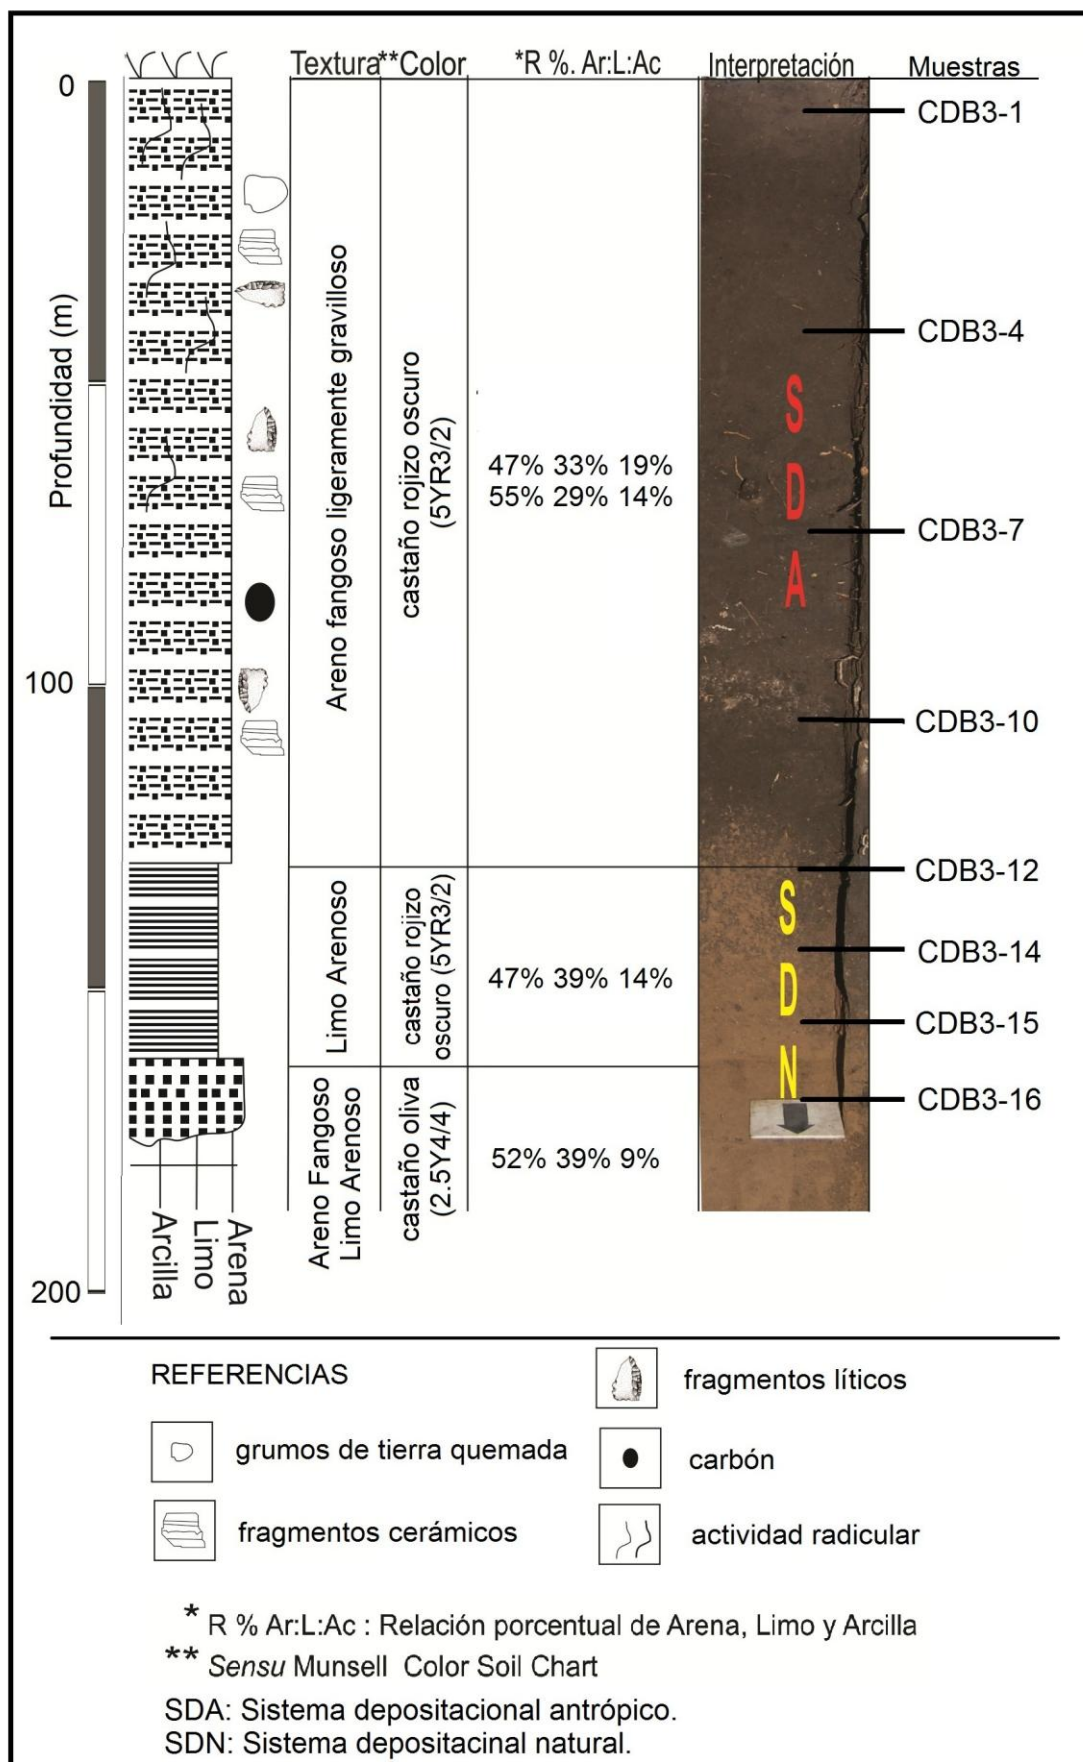 Textura **Color *R %. Ar:L:Ac Interpretación Muestras
0
100
200
Profundidad (m)
Areno fangoso ligeramente gravilloso
castaño rojizo oscuro
(5YR3/2)
47% 33% 19%
55% 29% 14%
Limo Arenoso
castaño rojizo
oscuro (5YR3/2)
47% 39% 14%
Areno Fangoso
Limo Arenoso
castaño oliva
(2.5Y4/4)
52% 39% 9%
S
D
A
S
D
N
CDB3-1
CDB3-4
CDB3-7
CDB3-10
CDB3-12
CDB3-14
CDB3-15
CDB3-16
Arcilla
Limo
Arena
REFERENCIAS
grumos de tierra quemada
fragmentos cerámicos
fragmentos líticos
carbón
actividad radicular
* R % Ar:L:Ac : Relación porcentual de Arena, Limo y Arcilla
** Sensu Munsell Color Soil Chart
SDA: Sistema depositacional antrópico.
SDN: Sistema depositacinal natural.